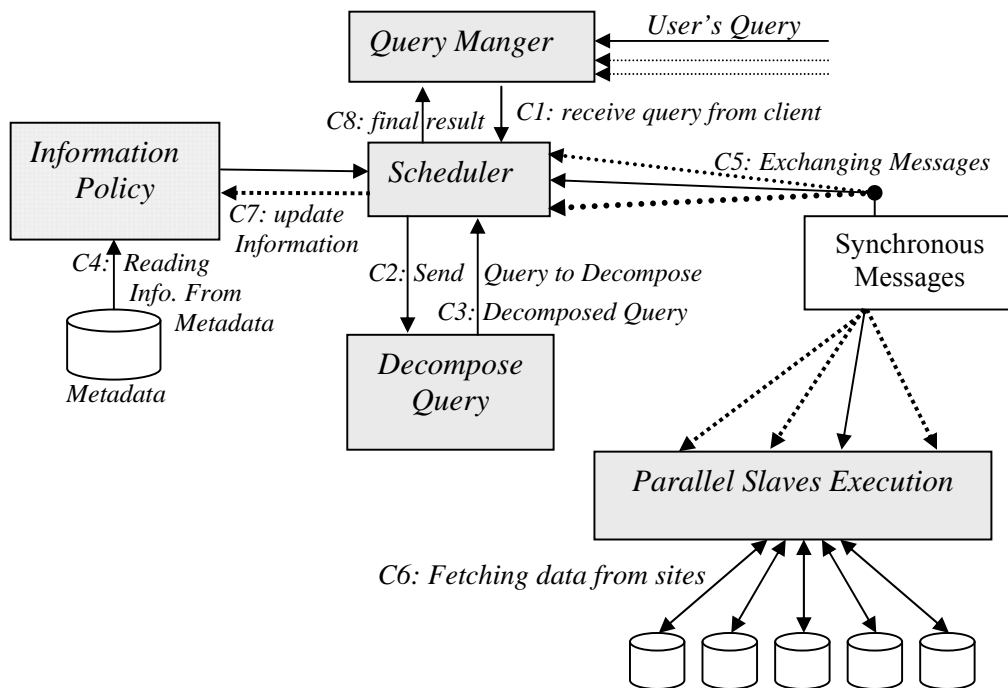 User's Query
Query Manger
C1: receive query from client
C8: final result
Information
Policy
Scheduler
C5: Exchanging Messages
C7: update
Information
Synchronous
Messages
C4: Reading
Info. From
Metadata
C2: Send Query to Decompose
C3: Decomposed Query
Metadata
Decompose
Query
Parallel Slaves Execution
C6: Fetching data from sites